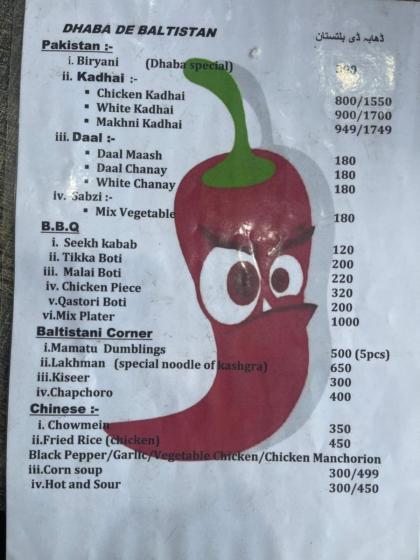 DHABA DE BALTISTAN ڈھابہ ڈی بلتستان
Pakistan :-
i. Biryani (Dhaba special)
ii. Kadhai :-
▪ Chicken Kadhai 800/1550
▪ White Kadhai 900/1700
▪ Makhni Kadhai 949/1749
iii. Daal :-
▪ Daal Maash 180
▪ Daal Chanay 180
▪ White Chanay 180
iv. Sabzi :-
▪ Mix Vegetable 180
B.B.Q
i. Seekh kabab 120
ii. Tikka Boti 200
iii. Malai Boti 220
iv. Chicken Piece 320
v.Qastori Boti 200
vi.Mix Plater 1000
Baltistani Corner
i.Mamatu Dumblings 500 (5pcs)
ii.Lakhman (special noodle of kashgra) 650
iii.Kiseer 300
iv.Chapchoro 400
Chinese :-
i. Chowmein 350
ii.Fried Rice (chicken) 450
Black Pepper/Garlic/Vegetable Chicken/Chicken Manchorion
iii.Corn soup 300/499
iv.Hot and Sour 300/450